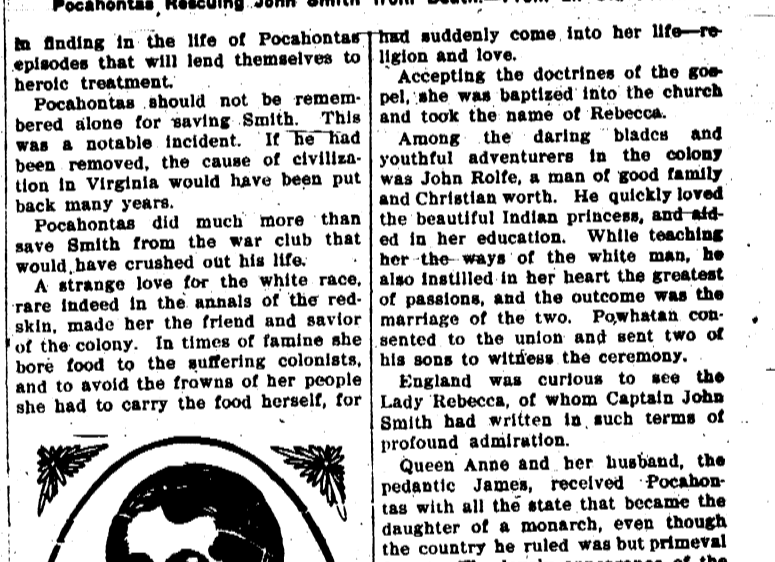 Pocahontas Rescuing John Smith from Death.—From
in finding in the life of Pocahontas
episodes that will lend themselves to
heroic treatment.
Pocahontas should not be remem-
bered alone for saving Smith. This
was a notable incident. If he had
been removed, the cause of civiliza-
tion in Virginia would have been put
back many years.
Pocahontas did much more than
save Smith from the war club that
would have crushed out his life.
A strange love for the white race,
rare indeed in the annals of the red-
skin, made her the friend and savior
of the colony. In times of famine she
bore food to the suffering colonists,
and to avoid the frowns of her people
she had to carry the food herself, for
had suddenly come into her life—re-
ligion and love.
Accepting the doctrines of the gos-
pel, she was baptized into the church
and took the name of Rebecca.
Among the daring blades and
youthful adventurers in the colony
was John Rolfe, a man of good family
and Christian worth. He quickly loved
the beautiful Indian princess, and aid-
ed in her education. While teaching
her the ways of the white man, he
also instilled in her heart the greatest
of passions, and the outcome was the
marriage of the two. Powhatan con-
sented to the union and sent two of
his sons to witness the ceremony.
England was curious to see the
Lady Rebecca, of whom Captain John
Smith had written in such terms of
profound admiration.
Queen Anne and her husband, the
pedantic James, received Pocahon-
tas with all the state that became the
daughter of a monarch, even though
the country he ruled was but primeval